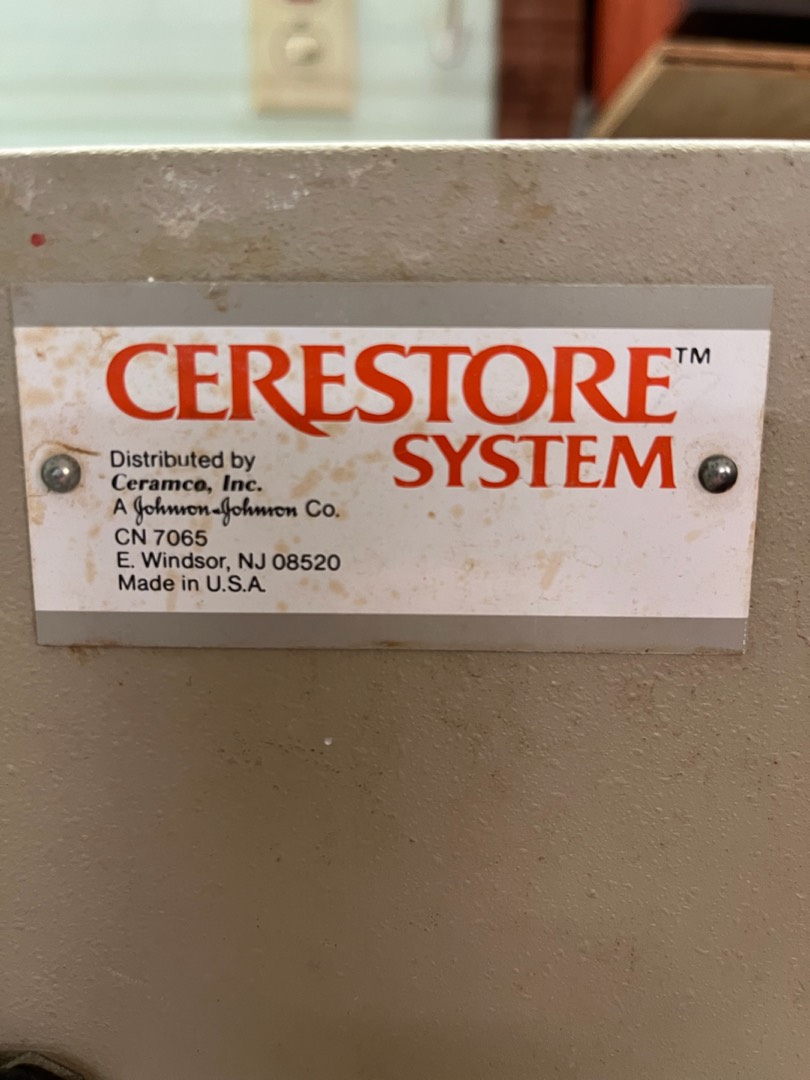 CERESTORE™
SYSTEM
Distributed by
Ceramco, Inc.
A Johnson-Johnson Co.
CN 7065
E. Windsor, NJ 08520
Made in U.S.A.